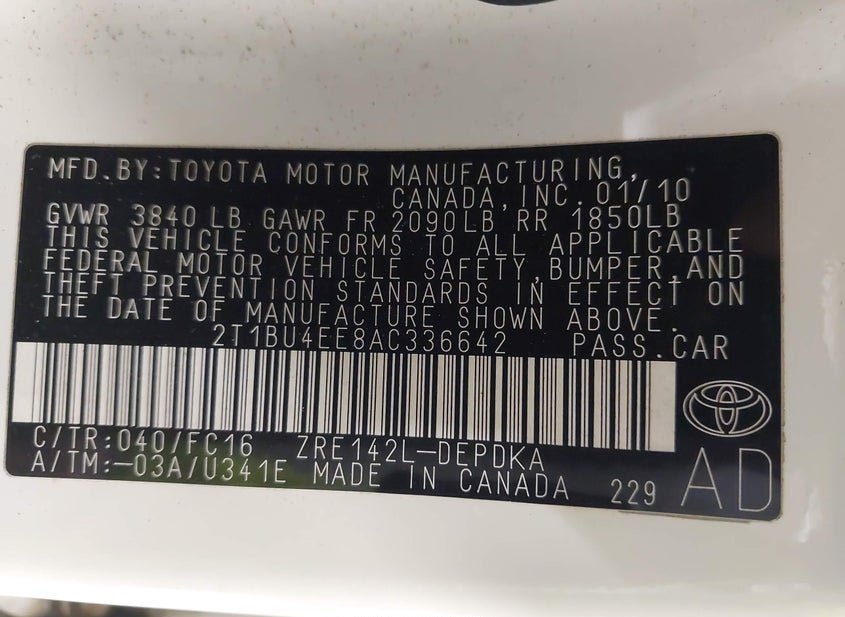 MFD.BY:TOYOTA MOTOR MANUFACTURING,
CANADA,INC.01/10
GVWR 3840 LB GAWR FR 2090LB RR 1850LB
THIS VEHICLE CONFORMS TO ALL APPLICABLE
FEDERAL MOTOR VEHICLE SAFETY,BUMPER,AND
THEFT PREVENTION STANDARDS IN EFFECT ON
THE DATE OF MANUFACTURE SHOWN ABOVE.
2T1BU4EE8AC336642 PASS.CAR
C/TR:040/FC16 ZRE142L-DEPDKA
A/TM:-03A/U341E MADE IN CANADA 229 AD